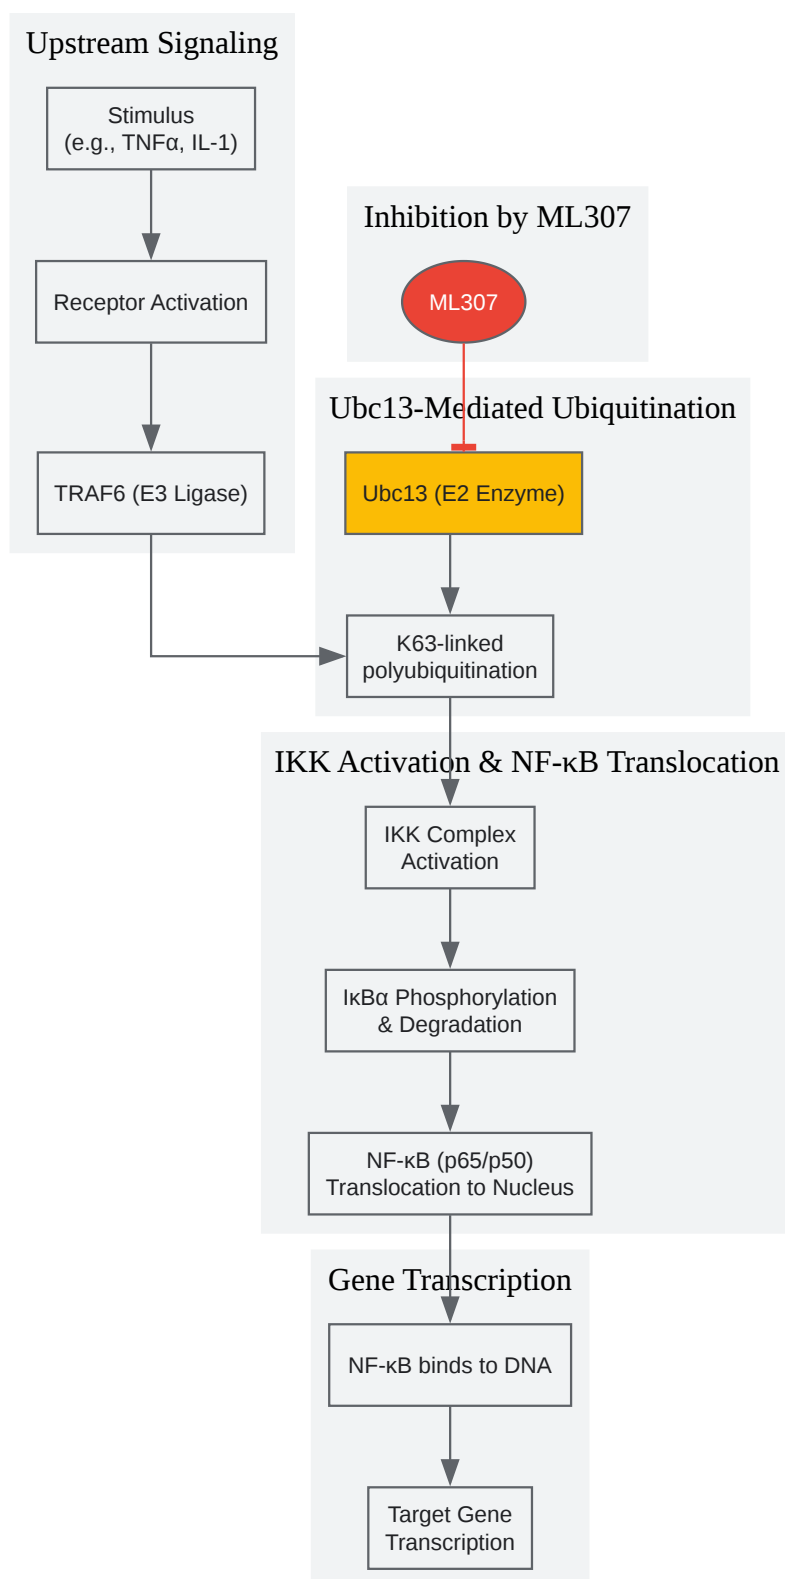 Upstream Signaling
Stimulus
(e.g., TNFα, IL-1)
Receptor Activation
TRAF6 (E3 Ligase)
Inhibition by ML307
ML307
Ubc13-Mediated Ubiquitination
Ubc13 (E2 Enzyme)
K63-linked
polyubiquitination
IKK Activation & NF-κB Translocation
IKK Complex
Activation
IκBα Phosphorylation
& Degradation
NF-κB (p65/p50)
Translocation to Nucleus
Gene Transcription
NF-κB binds to DNA
Target Gene
Transcription